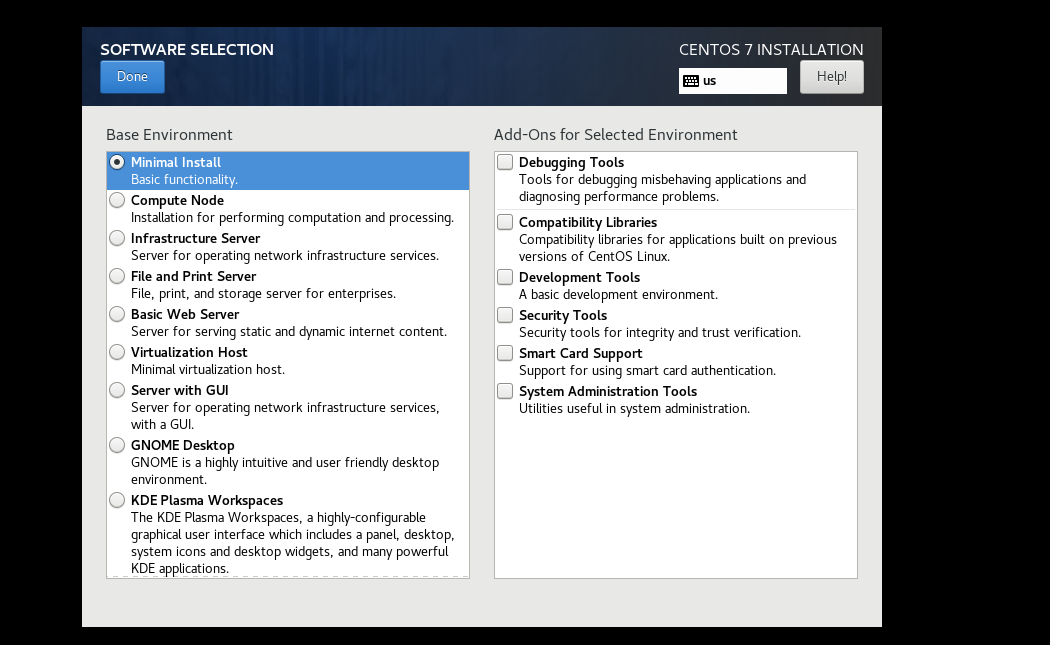 SOFTWARE SELECTION
CENTOS 7 INSTALLATION
Done
us
Help!
Base Environment
Minimal Install
Basic functionality.
Compute Node
Installation for performing computation and processing.
Infrastructure Server
Server for operating network infrastructure services.
File and Print Server
File, print, and storage server for enterprises.
Basic Web Server
Server for serving static and dynamic internet content.
Virtualization Host
Minimal virtualization host.
Server with GUI
Server for operating network infrastructure services,
with a GUI.
GNOME Desktop
GNOME is a highly intuitive and user friendly desktop
environment.
KDE Plasma Workspaces
The KDE Plasma Workspaces, a highly-configurable
graphical user interface which includes a panel, desktop,
system icons and desktop widgets, and many powerful
KDE applications.
Add-Ons for Selected Environment
Debugging Tools
Tools for debugging misbehaving applications and
diagnosing performance problems.
Compatibility Libraries
Compatibility libraries for applications built on previous
versions of CentOS Linux.
Development Tools
A basic development environment.
Security Tools
Security tools for integrity and trust verification.
Smart Card Support
Support for using smart card authentication.
System Administration Tools
Utilities useful in system administration.